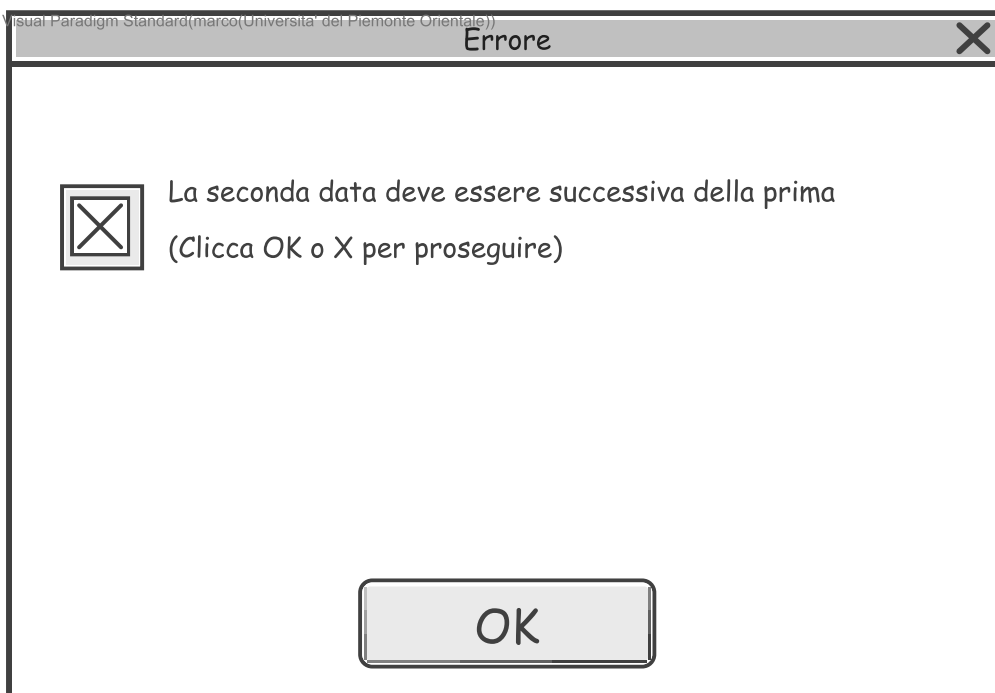 Visual Paradigm Standard(marco(Universita' del Piemonte Orientale))
Errore
La seconda data deve essere successiva della prima
(Clicca OK o X per proseguire)
OK